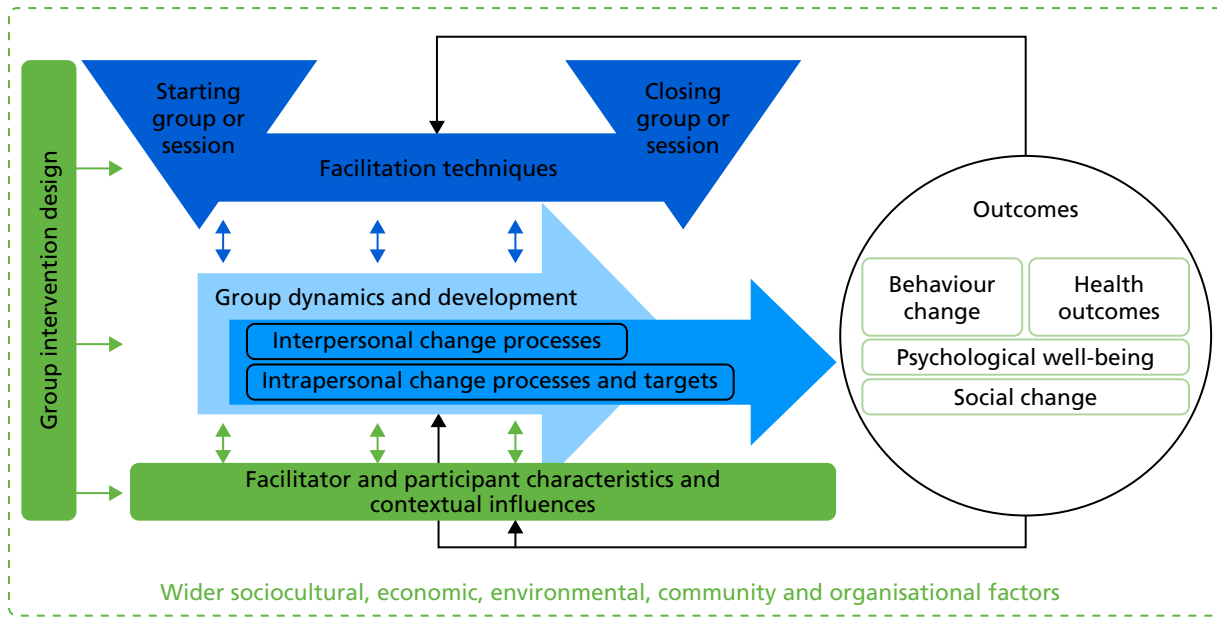 Group intervention design
Starting
group or
session
Closing
group or
session
Facilitation techniques
Group dynamics and development
Interpersonal change processes
Intrapersonal change processes and targets
Facilitator and participant characteristics and
contextual influences
Outcomes
Behaviour
change
Health
outcomes
Psychological well-being
Social change
Wider sociocultural, economic, environmental, community and organisational factors